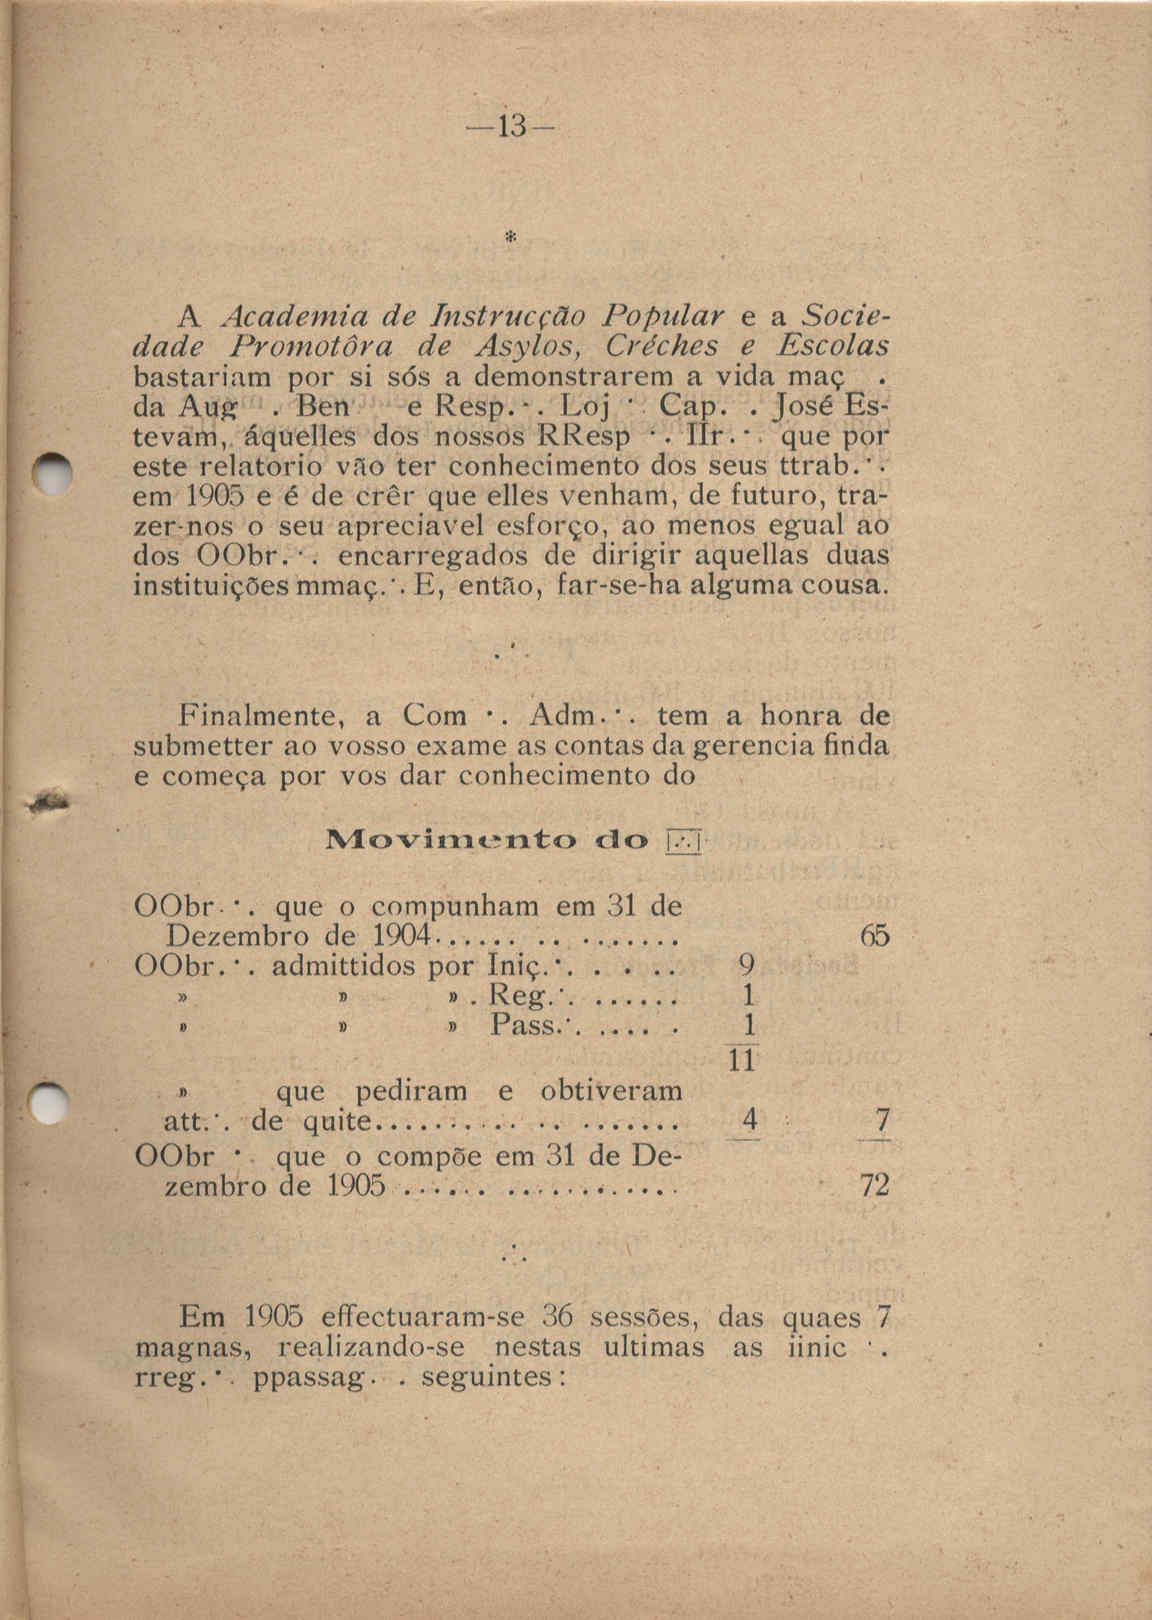 —13—
*
A Academia de Instrucção Popular e a Socie-
dade Promotôra de Asylos, Créches e Escolas
bastariam por si sós a demonstrarem a vida maç .
da Aug . Ben e Resp.·. Loj · . Cap. . José Es-
tevam, áquelles dos nossos RResp ·. IIr.·. que por
este relatorio vão ter conhecimento dos seus ttrab.·.
em 1905 e é de crêr que elles venham, de futuro, tra-
zer-nos o seu apreciavel esforço, ao menos egual ao
dos OObr.·. encarregados de dirigir aquellas duas
instituições mmaç.·. E, então, far-se-ha alguma cousa.
.·.
Finalmente, a Com ·. Adm.·. tem a honra de
submetter ao vosso exame as contas da gerencia finda
e começa por vos dar conhecimento do
Movimento do [.·.]
OObr.·. que o compunham em 31 de
Dezembro de 1904...... .. ........ 65
OObr.·. admittidos por Iniç.·. . . . .. 9
» » » . Reg.·. ...... 1
» » » Pass.·. .... . 1
11
» que pediram e obtiveram
att.·. de quite.......... .. ....... 4 7
OObr ·. que o compõe em 31 de De-
zembro de 1905 ...... ............ 72
.·.
Em 1905 effectuaram-se 36 sessões, das quaes 7
magnas, realizando-se nestas ultimas as iinic ·.
rreg.·. ppassag. . seguintes: